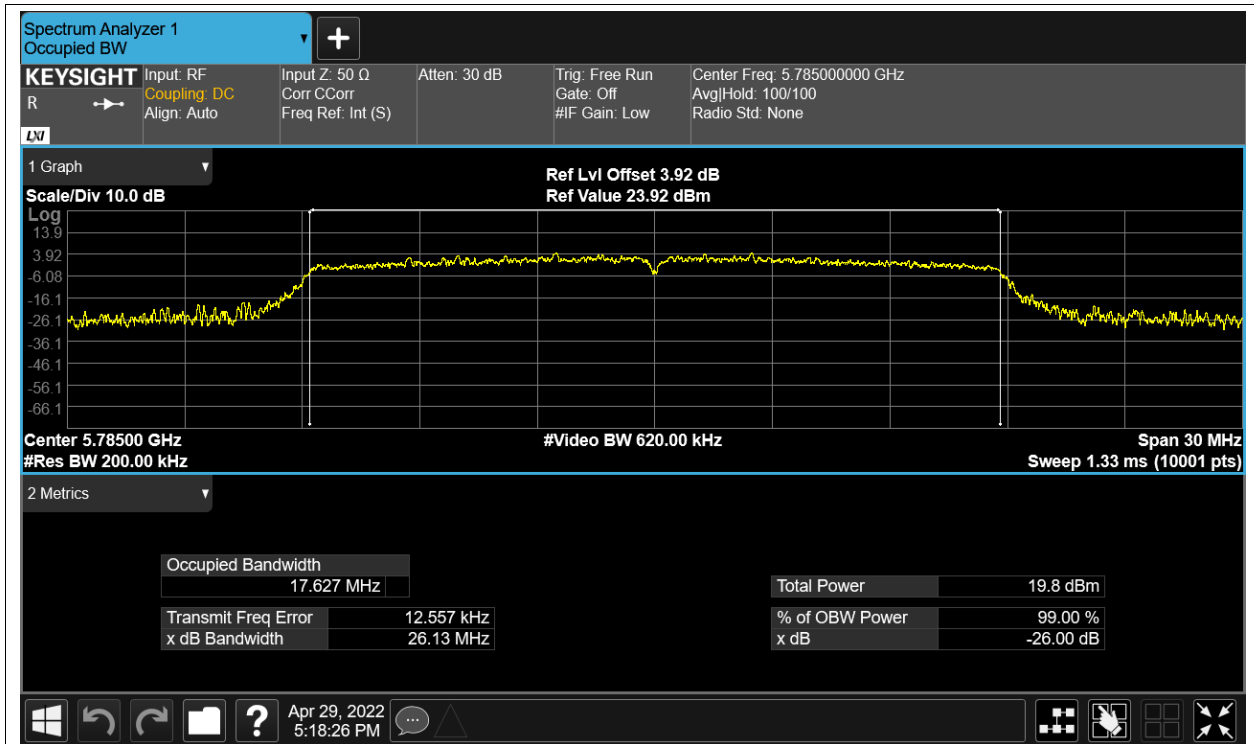 Spectrum Analyzer 1
Occupied BW
KEYSIGHT
R
LXI
Input: RF
Coupling: DC
Align: Auto
Input Z: 50 Ω
Corr CCorr
Freq Ref: Int (S)
Atten: 30 dB
Trig: Free Run
Gate: Off
#IF Gain: Low
Center Freq: 5.785000000 GHz
Avg|Hold: 100/100
Radio Std: None
1 Graph
Scale/Div 10.0 dB
Ref Lvl Offset 3.92 dB
Ref Value 23.92 dBm
Log
13.9
3.92
-6.08
-16.1
-26.1
-36.1
-46.1
-56.1
-66.1
Center 5.78500 GHz
#Video BW 620.00 kHz
Span 30 MHz
#Res BW 200.00 kHz
Sweep 1.33 ms (10001 pts)
2 Metrics
Occupied Bandwidth
17.627 MHz
Total Power 19.8 dBm
Transmit Freq Error 12.557 kHz
% of OBW Power 99.00 %
x dB Bandwidth 26.13 MHz
x dB -26.00 dB
?
Apr 29, 2022
5:18:26 PM